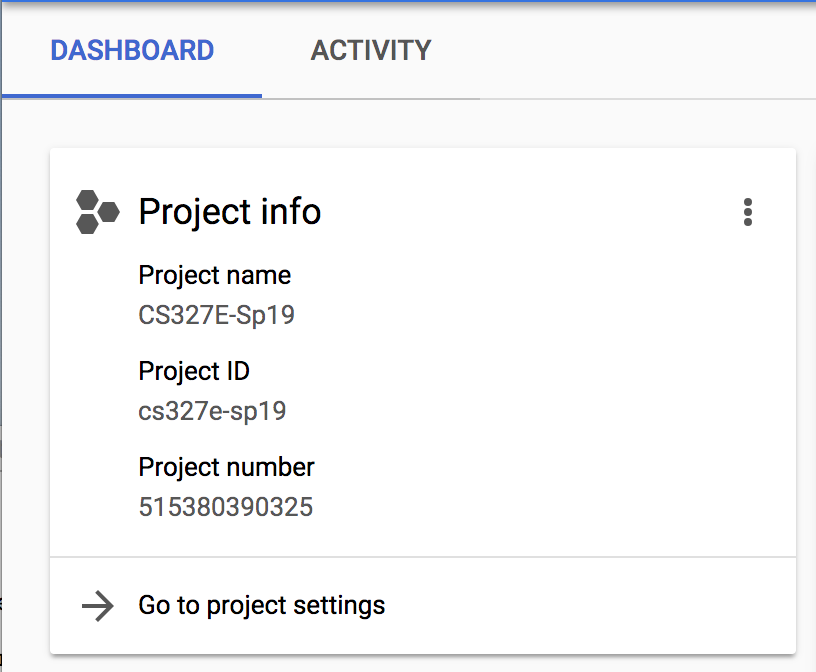 DASHBOARD ACTIVITY
Project info
Project name
CS327E-Sp19
Project ID
cs327e-sp19
Project number
515380390325
Go to project settings